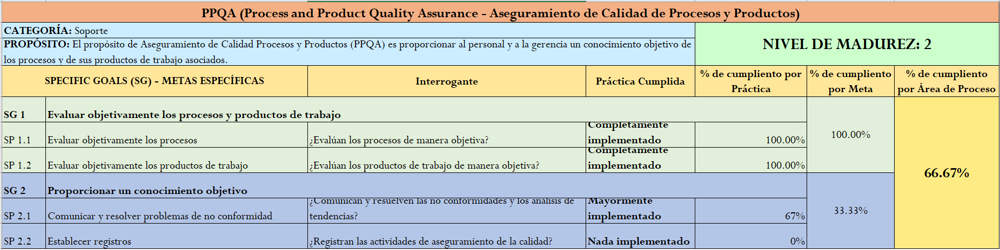 PPQA (Process and Product Quality Assurance - Aseguramiento de Calidad de Procesos y Productos)
CATEGORÍA: Soporte
PROPÓSITO: El propósito de Aseguramiento de Calidad Procesos y Productos (PPQA) es proporcionar al personal y a la gerencia un conocimiento objetivo de
los procesos y de sus productos de trabajo asociados.
NIVEL DE MADUREZ: 2
SPECIFIC GOALS (SG) - METAS ESPECÍFICAS
Interrogante
Práctica Cumplida
% de cumpliento por
Práctica
% de cumpliento
por Meta
% de cumpliento
por Área de Proceso
SG 1 Evaluar objetivamente los procesos y productos de trabajo
100.00%
66.67%
SP 1.1 Evaluar objetivamente los procesos
¿Evalúan los procesos de manera objetiva?
Completamente
implementado
100.00%
SP 1.2 Evaluar objetivamente los productos de trabajo
¿Evalúan los productos de trabajo de manera objetiva?
Completamente
implementado
100.00%
SG 2 Proporcionar un conocimiento objetivo
33.33%
SP 2.1 Comunicar y resolver problemas de no conformidad
¿Comunican y resuelven las no conformidades y los análisis de
tendencias?
Mayormente
implementado
67%
SP 2.2 Establecer registros
¿Registran las actividades de aseguramiento de la calidad?
Nada implementado
0%